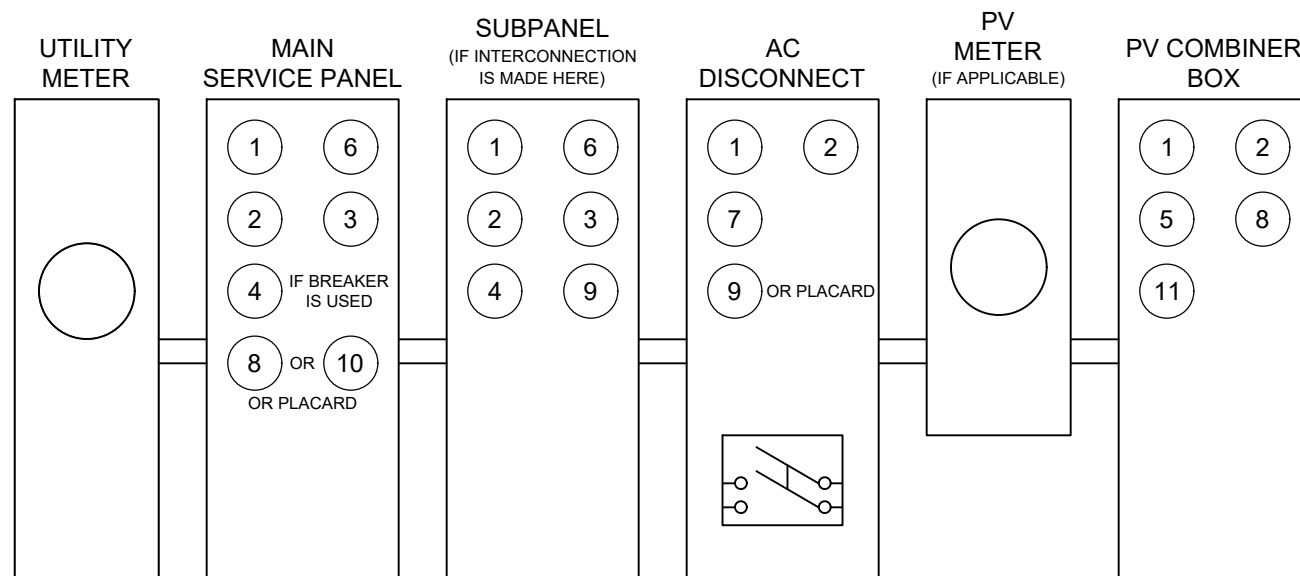 UTILITY
METER
MAIN
SERVICE PANEL
SUBPANEL
(IF INTERCONNECTION
IS MADE HERE)
AC
DISCONNECT
PV
METER
(IF APPLICABLE)
PV COMBINER
BOX
1 6
2 3
4 IF BREAKER
IS USED
8 OR 10
OR PLACARD
1 6
2 3
4 9
1 2
7
9 OR PLACARD
1 2
5 8
11